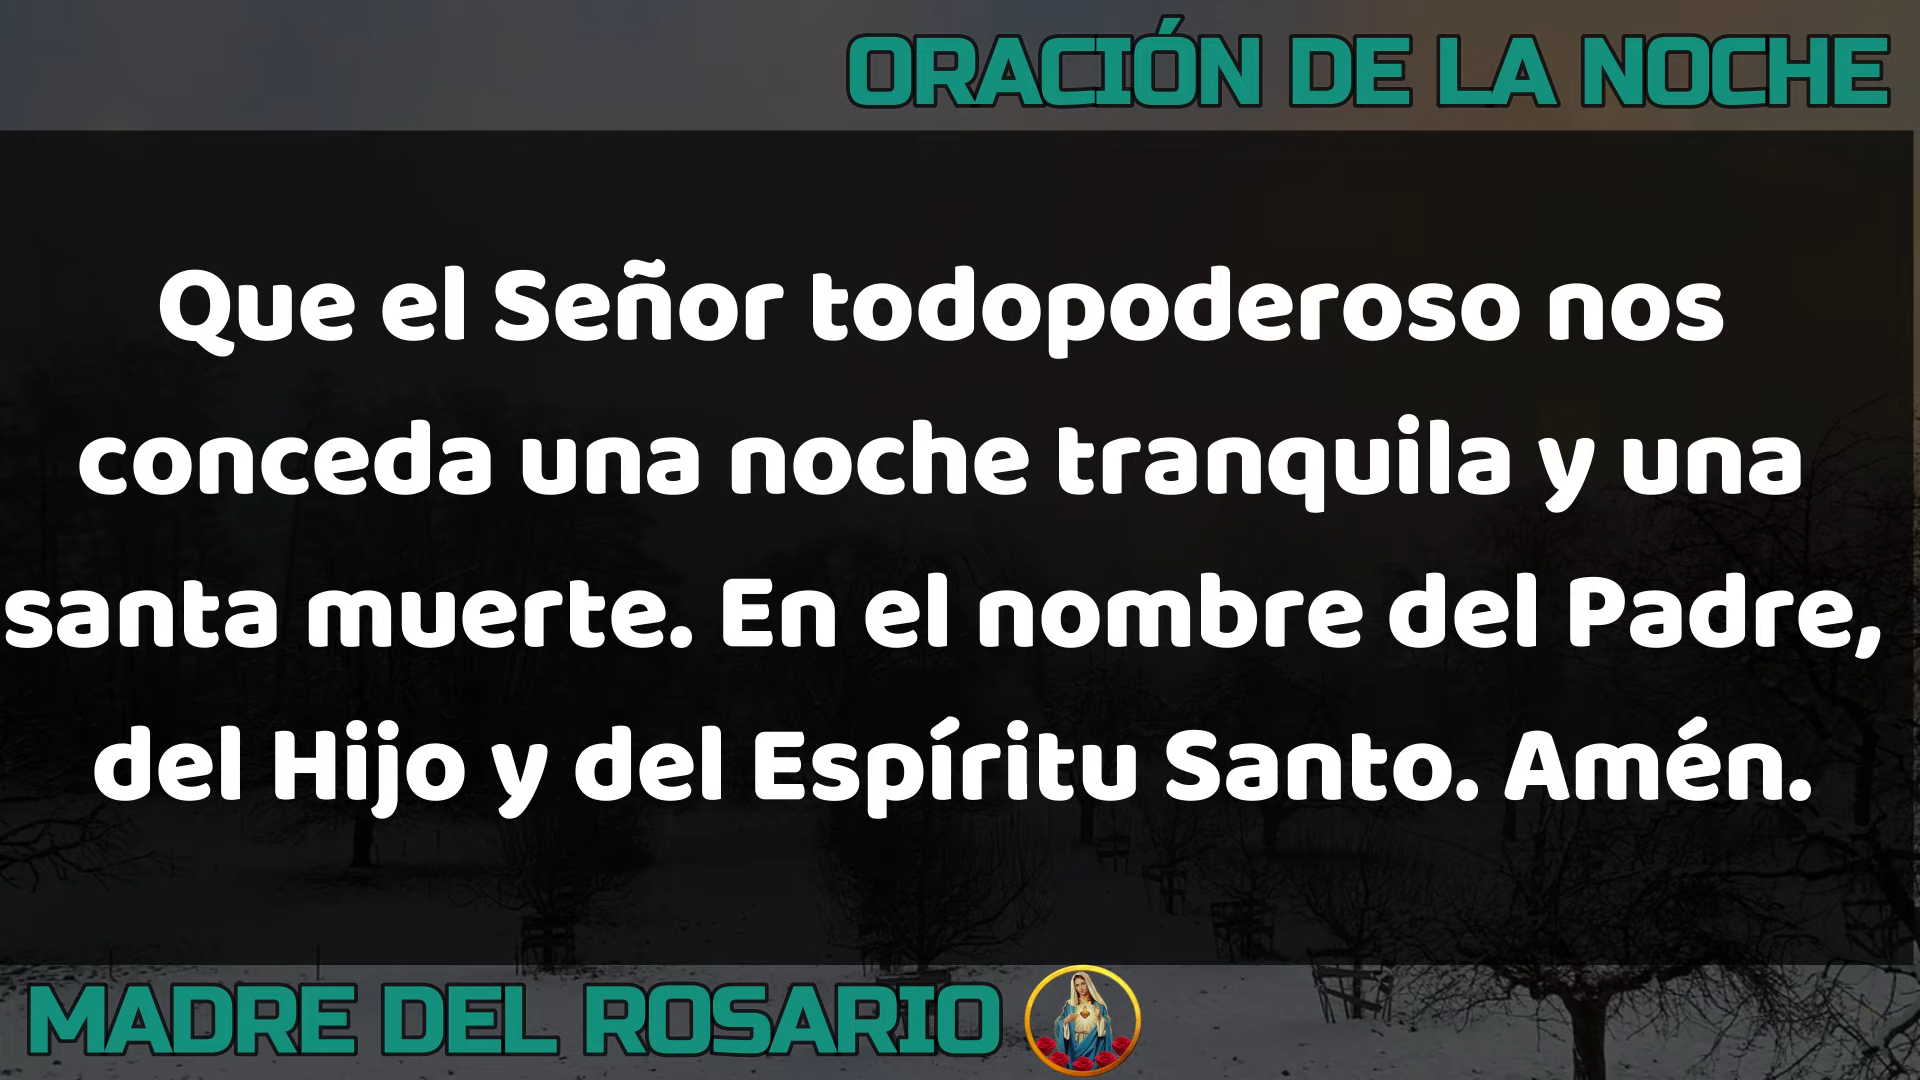 ORACIÓN DE LA NOCHE
Que el Señor todopoderoso nos
conceda una noche tranquila y una
santa muerte. En el nombre del Padre,
del Hijo y del Espíritu Santo. Amén.
MADRE DEL ROSARIO